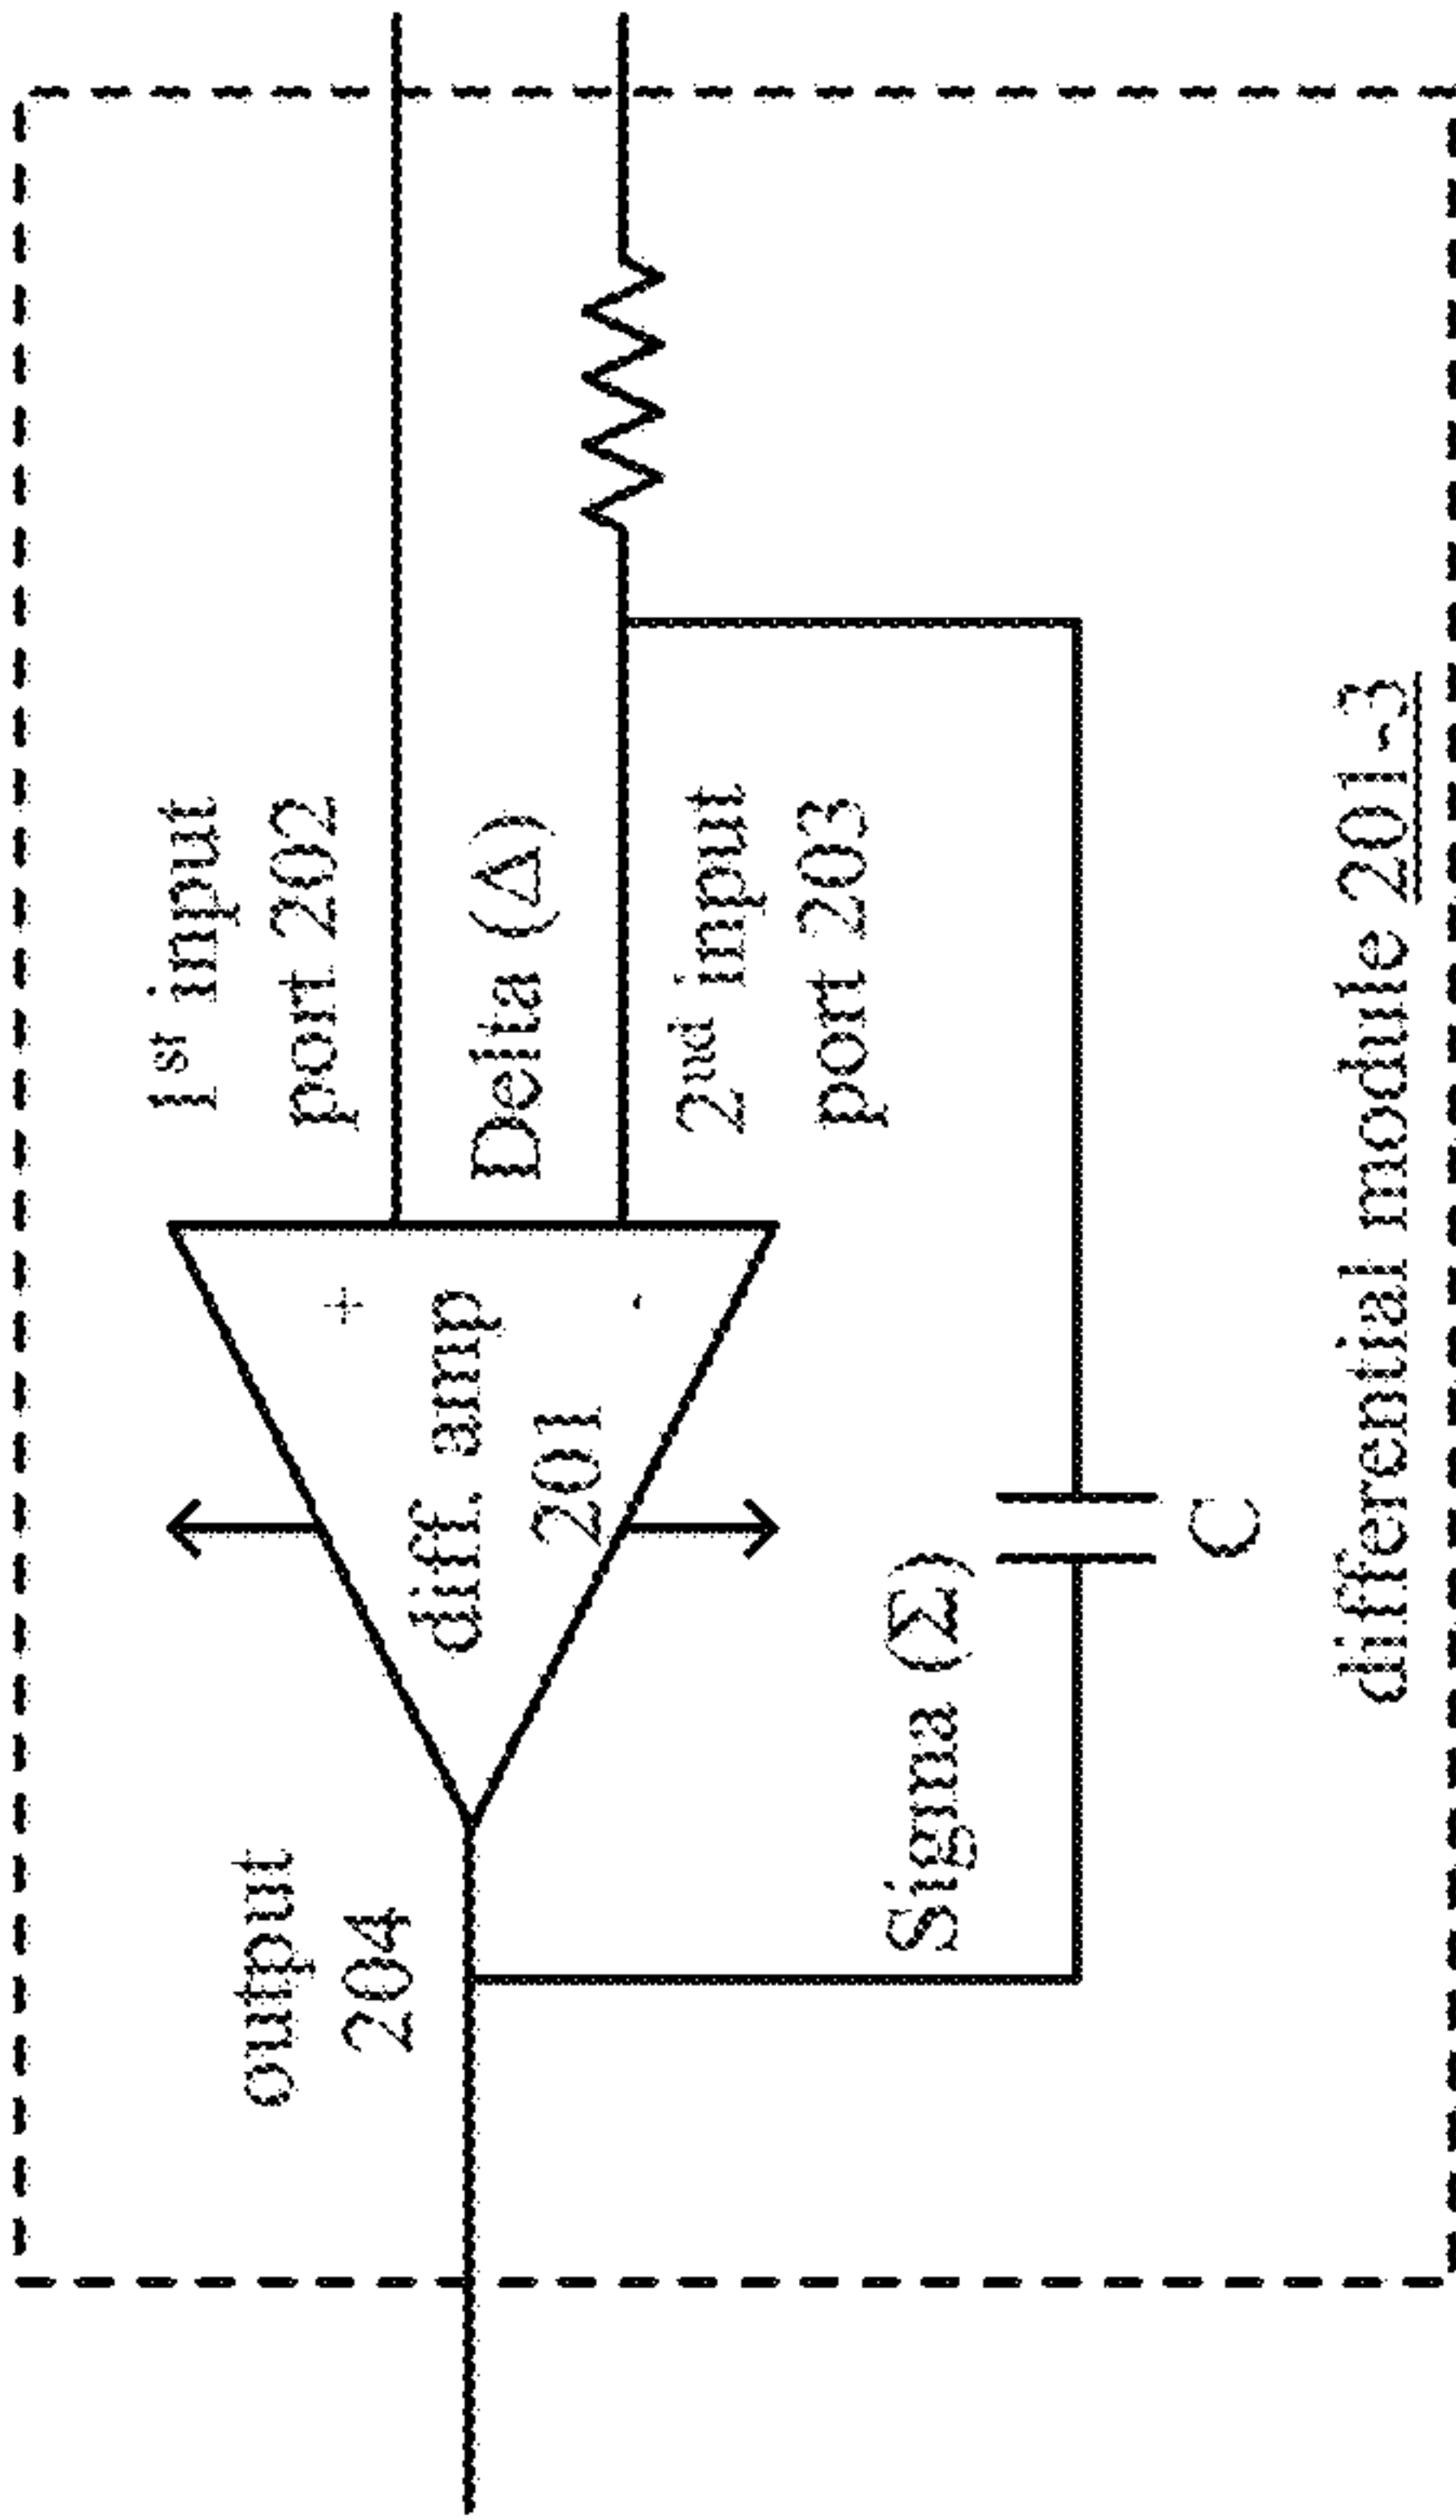 output
204
1st input
port 202
+
diff. amp
201
Delta (Δ)
-
2nd input
port 203
Sigma (Σ)
C
differential module 201-3